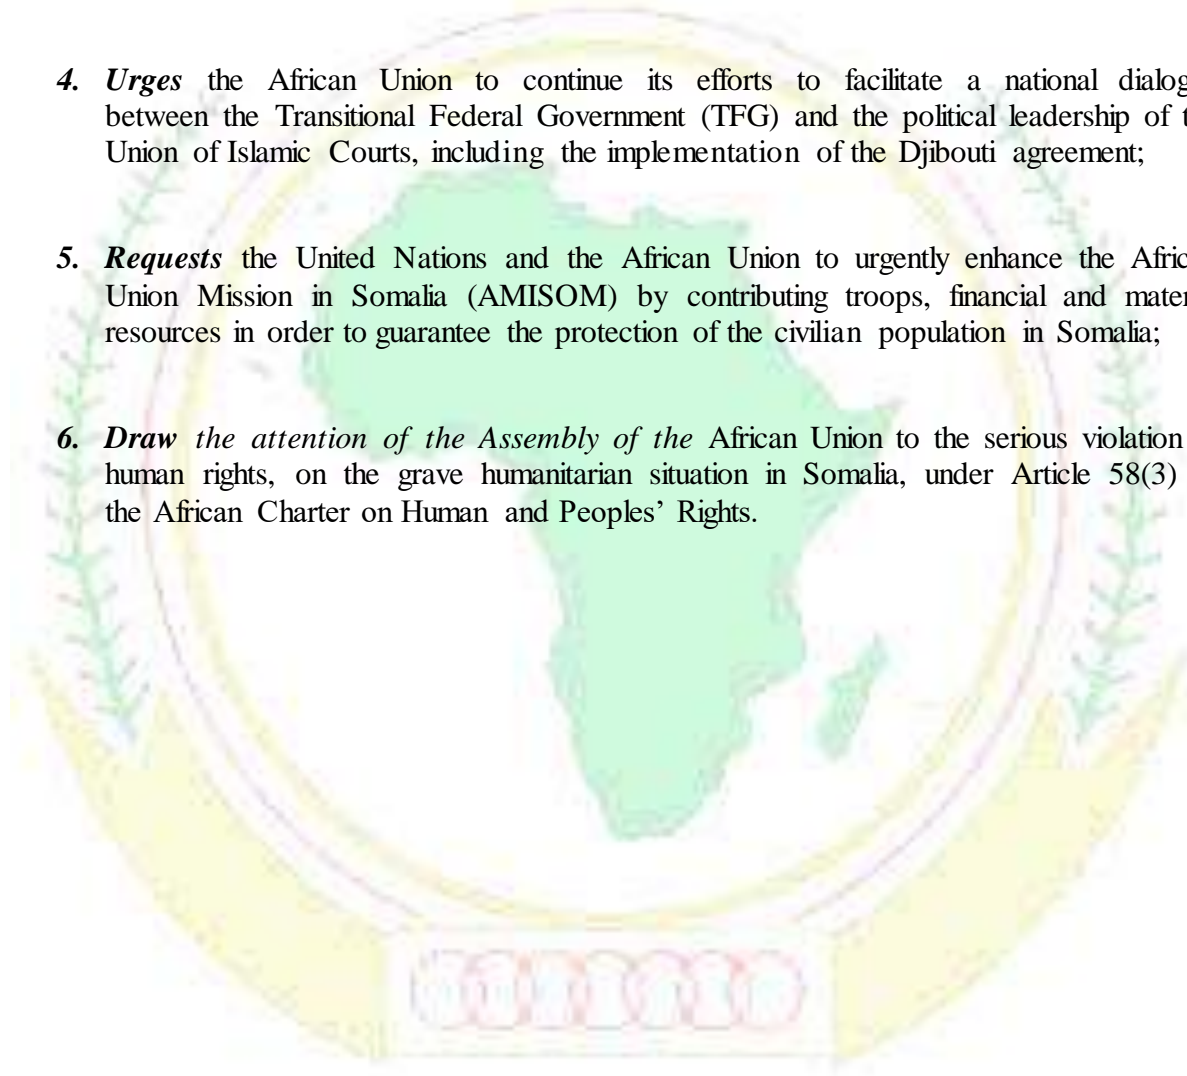 4. Urges the African Union to continue its efforts to facilitate a national dialog
between the Transitional Federal Government (TFG) and the political leadership of t
Union of Islamic Courts, including the implementation of the Djibouti agreement;
5. Requests the United Nations and the African Union to urgently enhance the Afric
Union Mission in Somalia (AMISOM) by contributing troops, financial and mater
resources in order to guarantee the protection of the civilian population in Somalia;
6. Draw the attention of the Assembly of the African Union to the serious violation
human rights, on the grave humanitarian situation in Somalia, under Article 58(3)
the African Charter on Human and Peoples’ Rights.